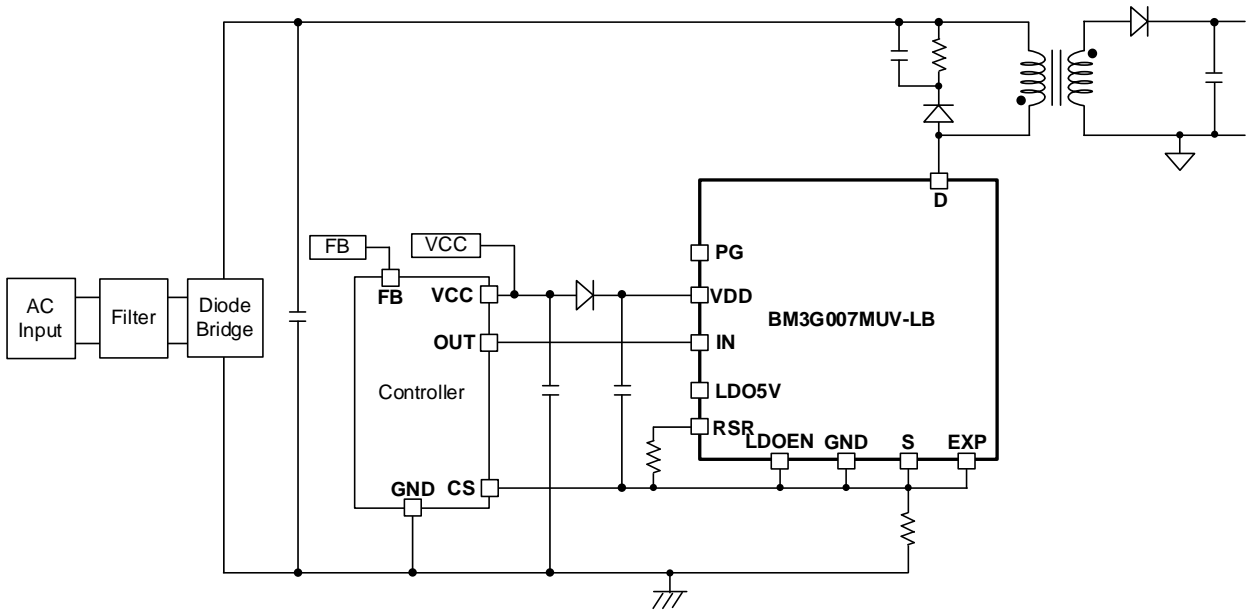 D
PG
FB
VCC
FB
VCC
VDD
AC
Input
Filter
Diode
Bridge
BM3G007MUV-LB
OUT
IN
Controller
LDO5V
RSR
LDOEN
GND
S
EXP
GND
CS